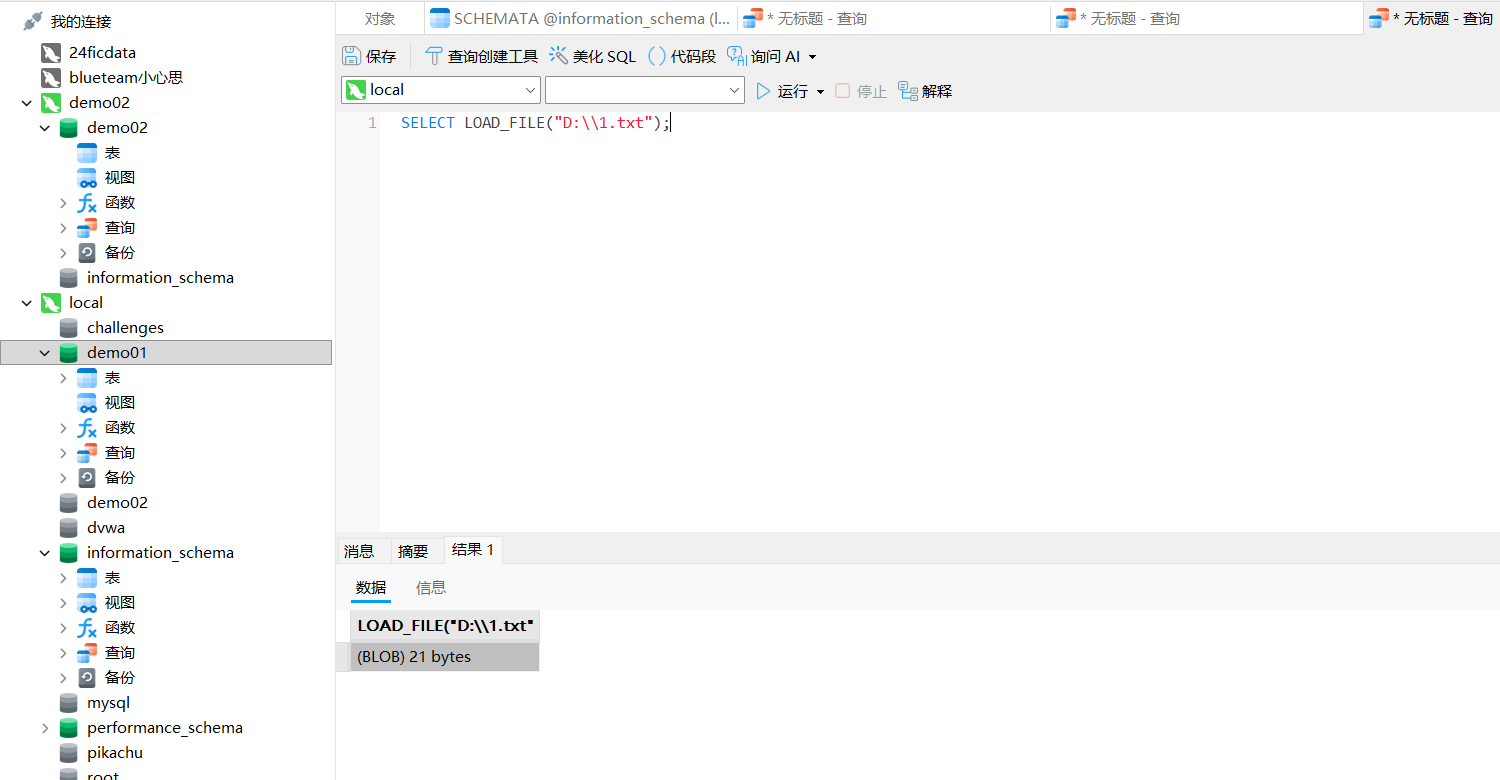 我的连接
24ficdata
blueteam小心思
demo02
demo02
表
视图
函数
查询
备份
information_schema
local
challenges
demo01
表
视图
函数
查询
备份
demo02
dvwa
information_schema
表
视图
函数
查询
备份
mysql
performance_schema
pikachu
root
对象 SCHEMATA @information_schema (l... * 无标题 - 查询 * 无标题 - 查询 * 无标题 - 查询
保存 查询创建工具 美化 SQL () 代码段 询问 AI
local 运行 停止 解释
1 SELECT LOAD_FILE("D:\\1.txt");
消息 摘要 结果 1
数据 信息
LOAD_FILE("D:\\1.txt"
(BLOB) 21 bytes